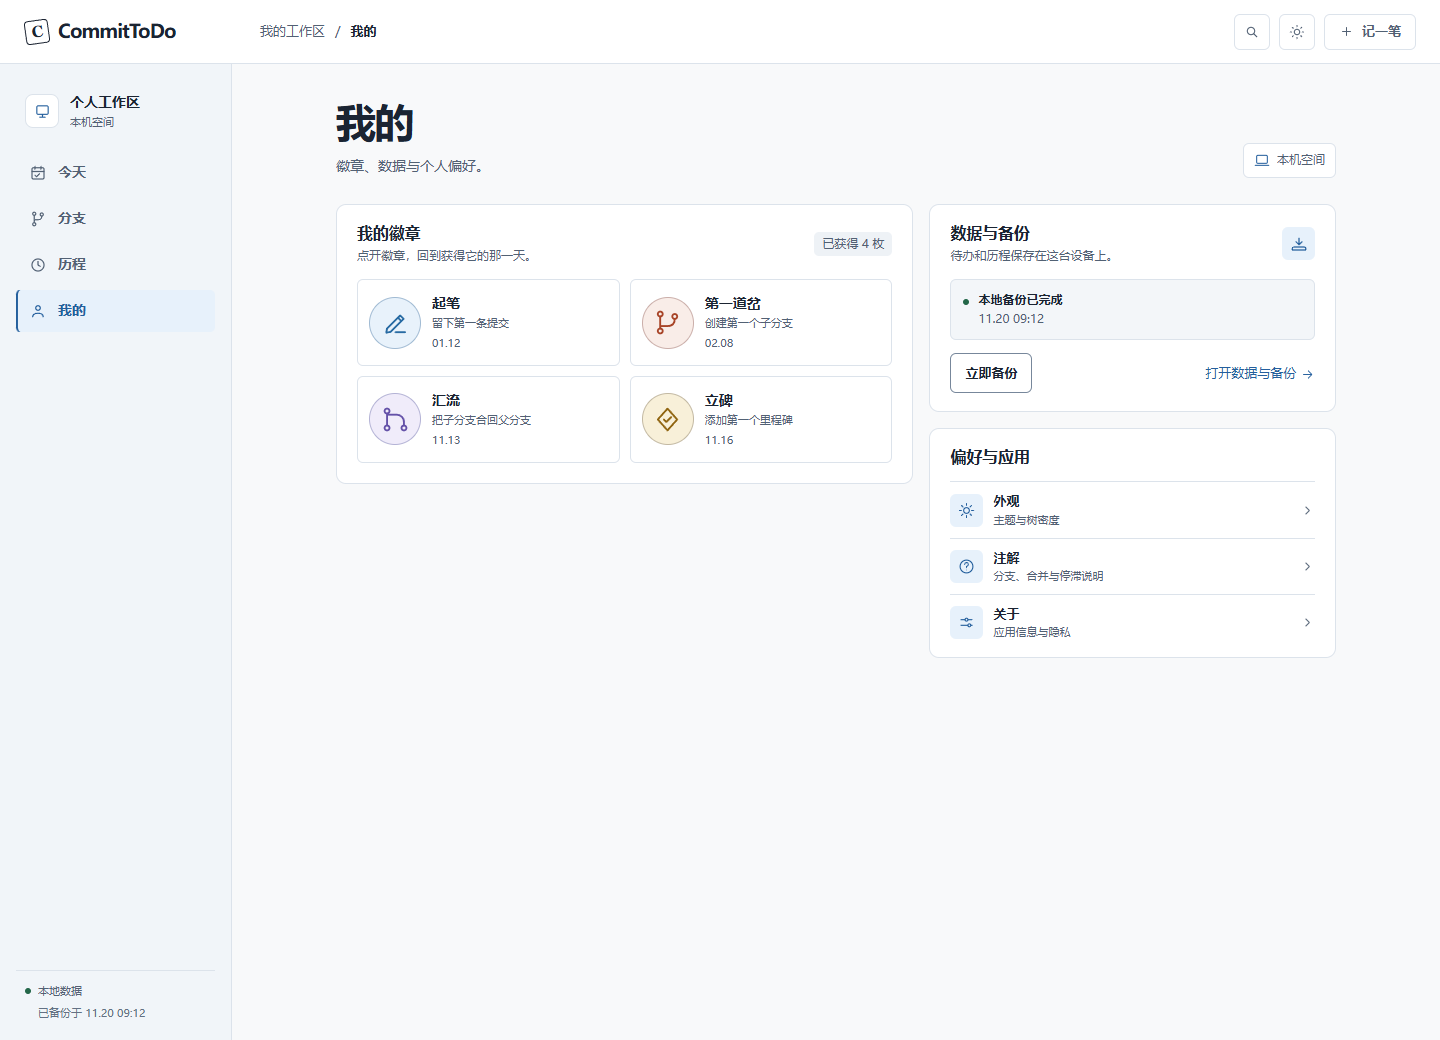 C CommitToDo
我的工作区 / 我的
+ 记一笔
个人工作区
本机空间
今天
分支
历程
我的
本地数据
已备份于 11.20 09:12
我的
徽章、数据与个人偏好。
本机空间
我的徽章
点开徽章，回到获得它的那一天。
已获得 4 枚
起笔
留下第一条提交
01.12
第一道岔
创建第一个子分支
02.08
汇流
把子分支合回父分支
11.13
立碑
添加第一个里程碑
11.16
数据与备份
待办和历程保存在这台设备上。
本地备份已完成
11.20 09:12
立即备份
打开数据与备份 →
偏好与应用
外观
主题与树密度
注解
分支、合并与停滞说明
关于
应用信息与隐私